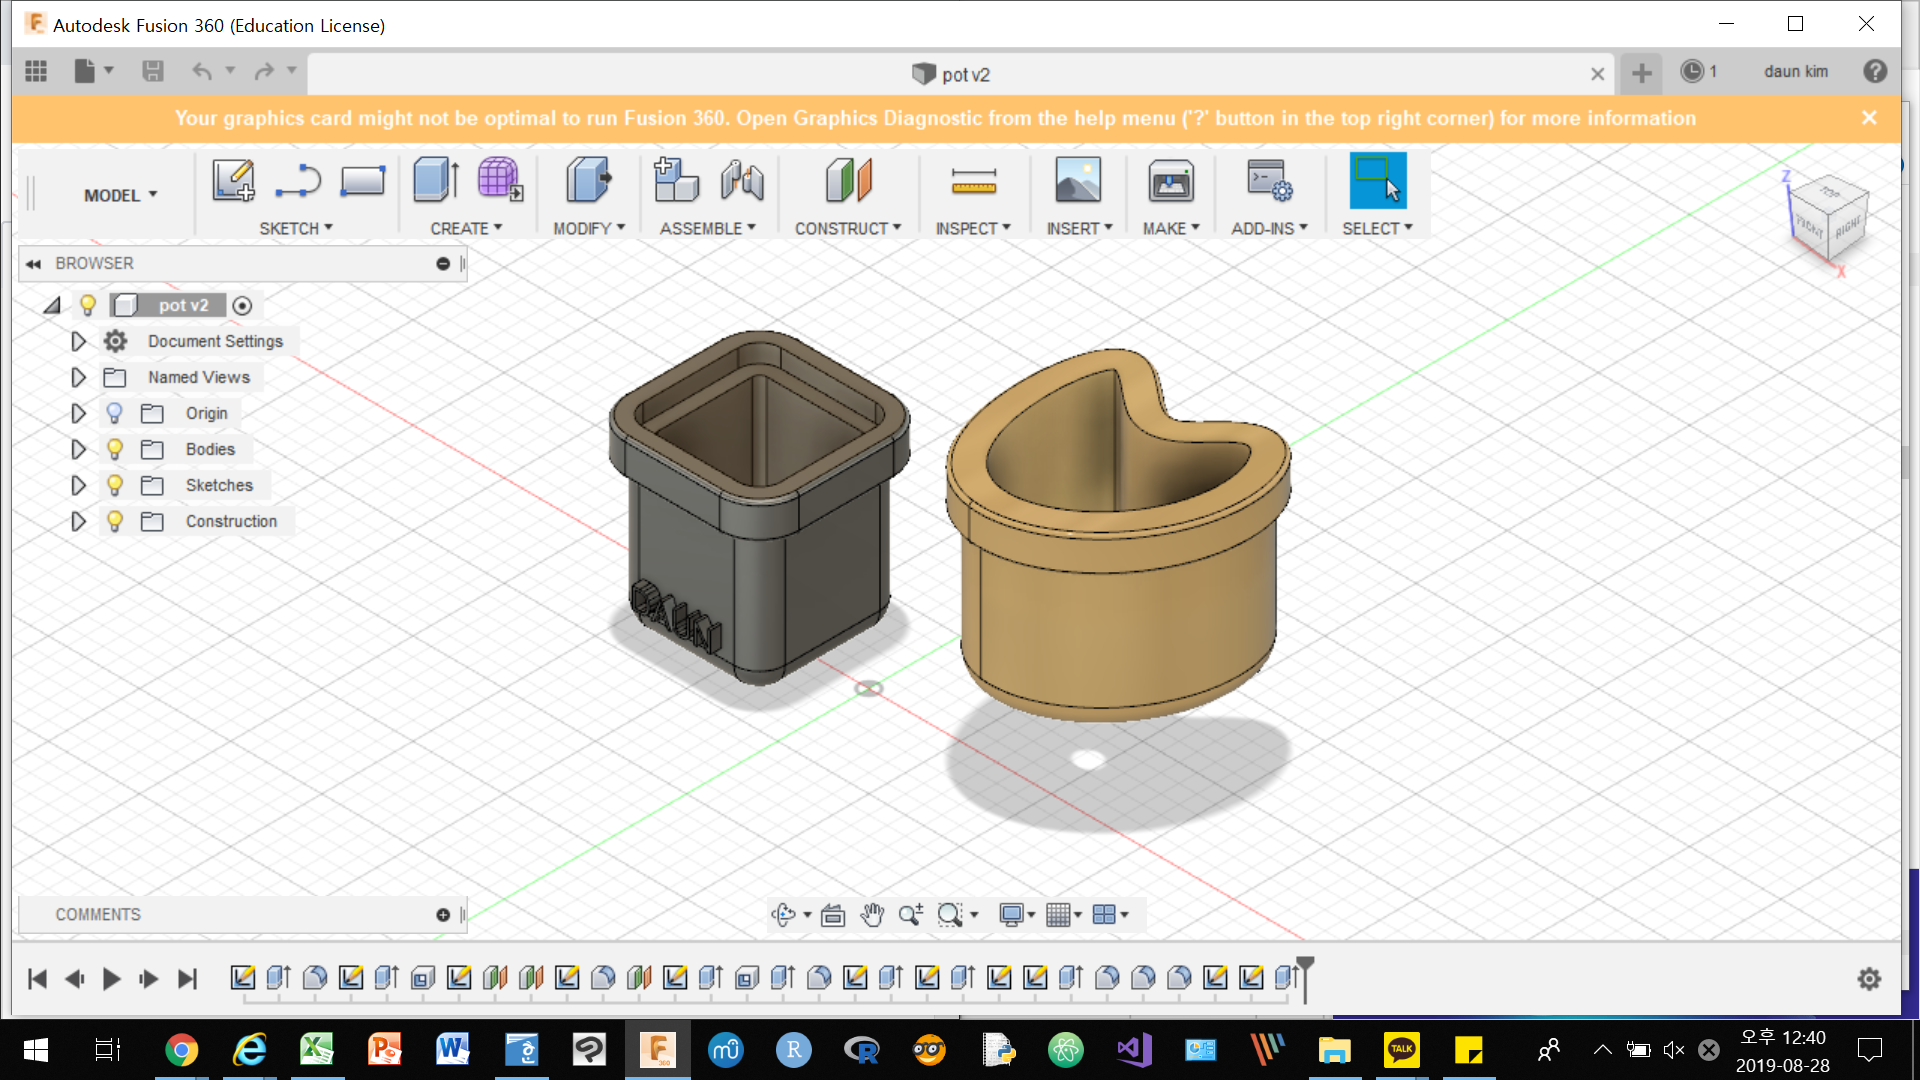 Autodesk Fusion 360 (Education License)
pot v2
1
daun kim
Your graphics card might not be optimal to run Fusion 360. Open Graphics Diagnostic from the help menu ('?' button in the top right corner) for more information
MODEL
SKETCH
CREATE
MODIFY
ASSEMBLE
CONSTRUCT
INSPECT
INSERT
MAKE
ADD-INS
SELECT
Z
TOP
FRONT
RIGHT
X
BROWSER
pot v2
Document Settings
Named Views
Origin
Bodies
Sketches
Construction
DAUN
COMMENTS
360
TALK
오후 12:40
2019-08-28